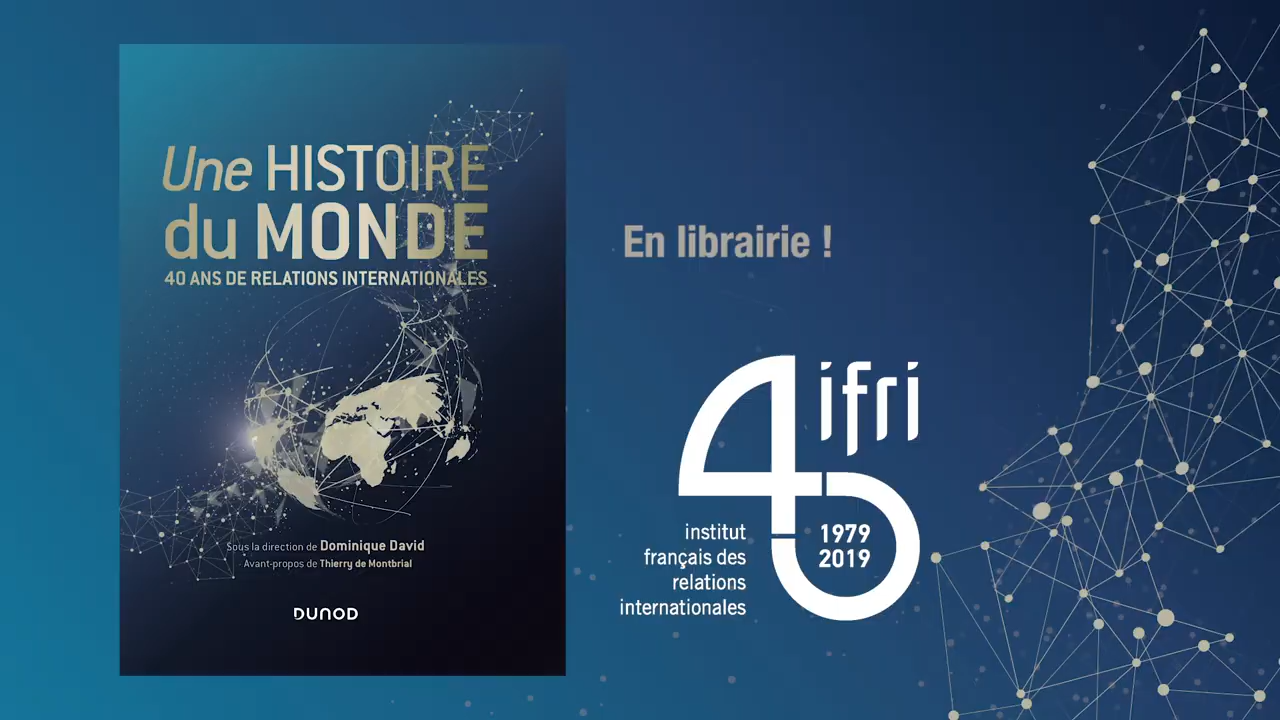 Une HISTOIRE
du MONDE
40 ANS DE RELATIONS INTERNATIONALES
Sous la direction de Dominique David
Avant-propos de Thierry de Montbrial
DUNOD
En librairie !
40 ifri
institut
français des
relations
internationales
1979
2019